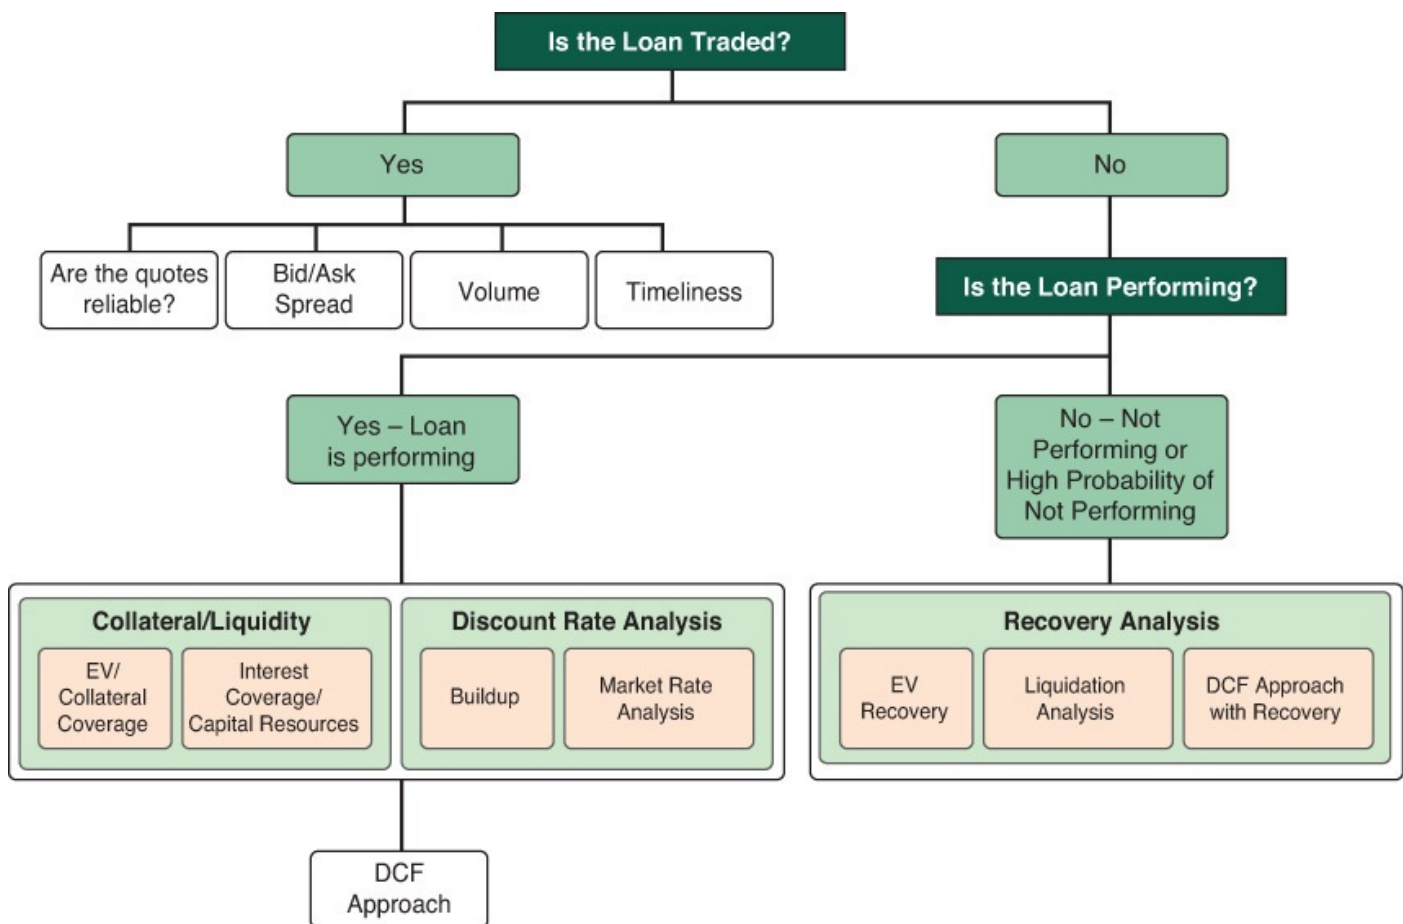 Is the Loan Traded?
Yes
No
Are the quotes
reliable?
Bid/Ask
Spread
Volume
Timeliness
Is the Loan Performing?
Yes – Loan
is performing
No – Not
Performing or
High Probability of
Not Performing
Collateral/Liquidity
EV/
Collateral
Coverage
Interest
Coverage/
Capital Resources
Discount Rate Analysis
Buildup
Market Rate
Analysis
Recovery Analysis
EV
Recovery
Liquidation
Analysis
DCF Approach
with Recovery
DCF
Approach